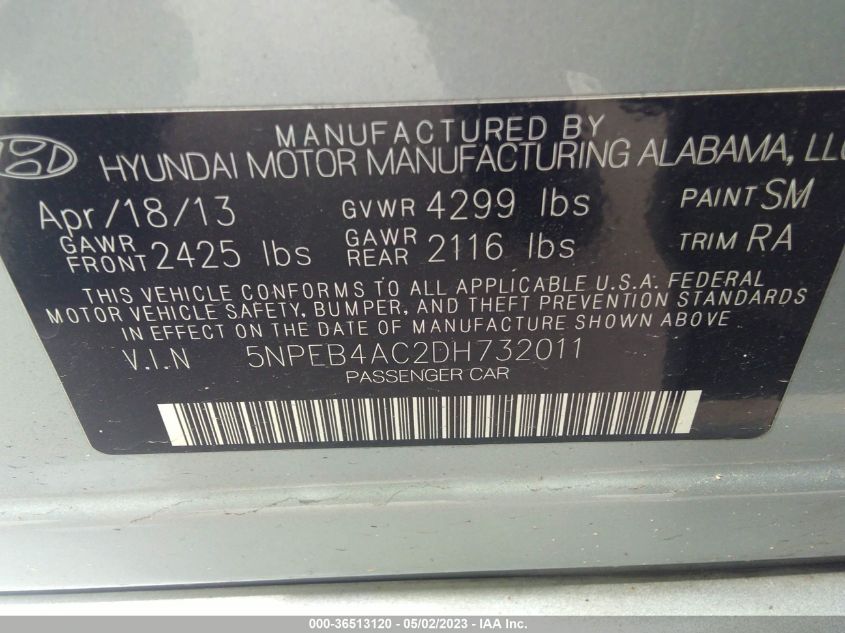 MANUFACTURED BY
HYUNDAI MOTOR MANUFACTURING ALABAMA, LLC
Apr/18/13 GVWR 4299 lbs PAINT SM
GAWR FRONT 2425 lbs GAWR REAR 2116 lbs TRIM RA
THIS VEHICLE CONFORMS TO ALL APPLICABLE U.S.A. FEDERAL
MOTOR VEHICLE SAFETY, BUMPER, AND THEFT PREVENTION STANDARDS
IN EFFECT ON THE DATE OF MANUFACTURE SHOWN ABOVE
V.I.N 5NPEB4AC2DH732011
PASSENGER CAR
000-36513120 - 05/02/2023 - © IAA Inc.